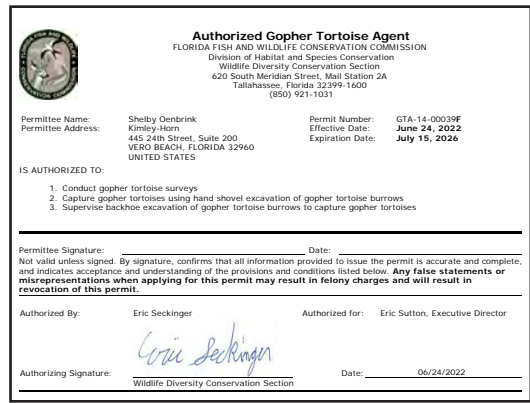 Authorized Gopher Tortoise Agent
FLORIDA FISH AND WILDLIFE CONSERVATION COMMISSION
Division of Habitat and Species Conservation
Wildlife Diversity Conservation Section
620 South Meridian Street, Mail Station 2A
Tallahassee, Florida 32399-1600
(850) 921-1031
Permittee Name: Shelby Oenbrink Permit Number: GTA-14-00039F
Permittee Address: Kimley-Horn Effective Date: June 24, 2022
445 24th Street, Suite 200 Expiration Date: July 15, 2026
VERO BEACH, FLORIDA 32960
UNITED STATES
IS AUTHORIZED TO:
1. Conduct gopher tortoise surveys
2. Capture gopher tortoises using hand shovel excavation of gopher tortoise burrows
3. Supervise backhoe excavation of gopher tortoise burrows to capture gopher tortoises
Permittee Signature: Date:
Not valid unless signed. By signature, confirms that all information provided to issue the permit is accurate and complete,
and indicates acceptance and understanding of the provisions and conditions listed below. Any false statements or
misrepresentations when applying for this permit may result in felony charges and will result in
revocation of this permit.
Authorized By: Eric Seckinger Authorized for: Eric Sutton, Executive Director
Eric Seckinger
Authorizing Signature: Date: 06/24/2022
Wildlife Diversity Conservation Section